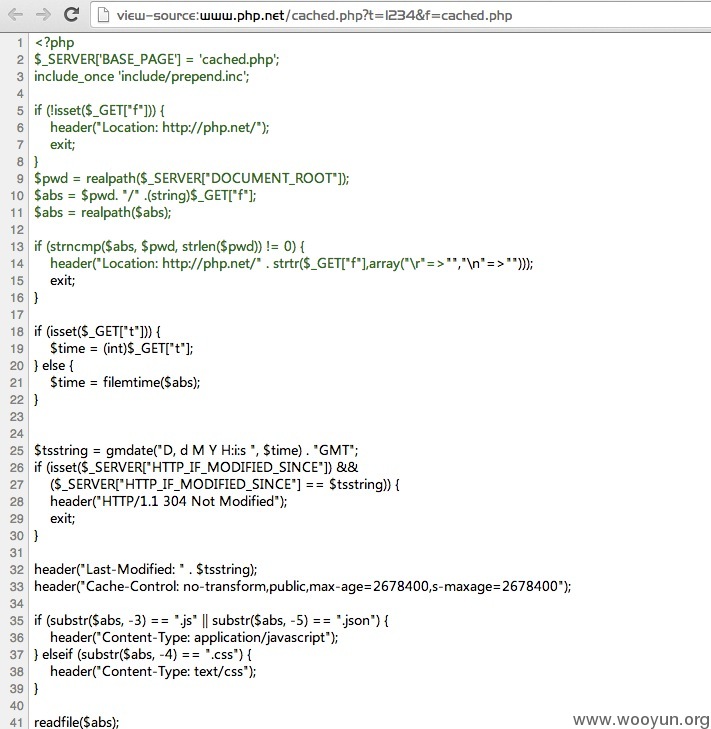 view-source:www.php.net/cached.php?t=1234&f=cached.php
1 <?php
2 $_SERVER['BASE_PAGE'] = 'cached.php';
3 include_once 'include/prepend.inc';
4
5 if (!isset($_GET["f"])) {
6 header("Location: http://php.net/");
7 exit;
8 }
9 $pwd = realpath($_SERVER["DOCUMENT_ROOT"]);
10 $abs = $pwd. "/" .(string)$_GET["f"];
11 $abs = realpath($abs);
12
13 if (strncmp($abs, $pwd, strlen($pwd)) != 0) {
14 header("Location: http://php.net/" . strtr($_GET["f"],array("\r"=>"","\n"=>"")));
15 exit;
16 }
17
18 if (isset($_GET["t"])) {
19 $time = (int)$_GET["t"];
20 } else {
21 $time = filemtime($abs);
22 }
23
24
25 $tsstring = gmdate("D, d M Y H:i:s ", $time) . "GMT";
26 if (isset($_SERVER["HTTP_IF_MODIFIED_SINCE"]) &&
27 ($_SERVER["HTTP_IF_MODIFIED_SINCE"] == $tsstring)) {
28 header("HTTP/1.1 304 Not Modified");
29 exit;
30 }
31
32 header("Last-Modified: " . $tsstring);
33 header("Cache-Control: no-transform,public,max-age=2678400,s-maxage=2678400");
34
35 if (substr($abs, -3) == ".js" || substr($abs, -5) == ".json") {
36 header("Content-Type: application/javascript");
37 } elseif (substr($abs, -4) == ".css") {
38 header("Content-Type: text/css");
39 }
40
41 readfile($abs);
www.wooyun.org